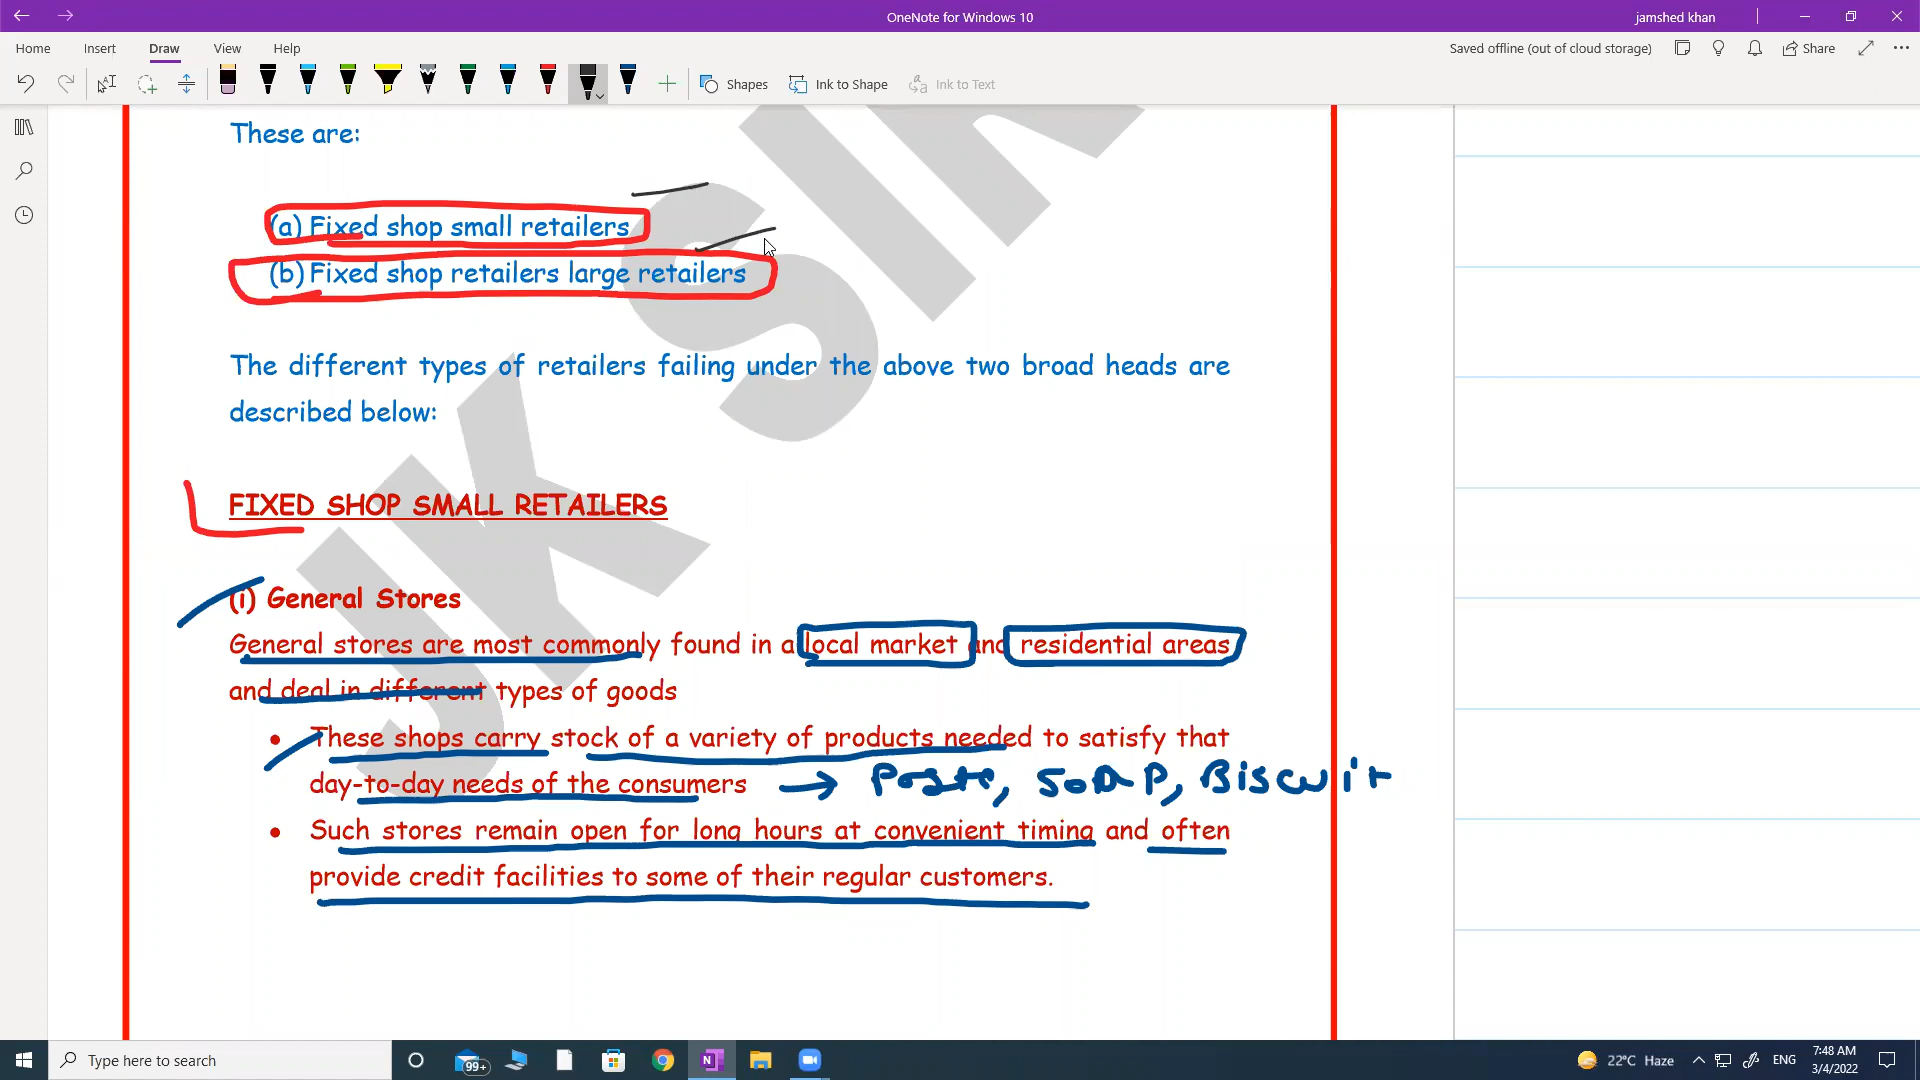 OneNote for Windows 10
jamshed khan
Home Insert Draw View Help
Saved offline (out of cloud storage)
Share
Shapes
Ink to Shape
Ink to Text
These are:
(a) Fixed shop small retailers
(b) Fixed shop retailers large retailers
The different types of retailers failing under the above two broad heads are
described below:
FIXED SHOP SMALL RETAILERS
(i) General Stores
General stores are most commonly found in a local market and residential areas
and deal in different types of goods
• These shops carry stock of a variety of products needed to satisfy that
day-to-day needs of the consumers → Paste, Soap, Biscuit
• Such stores remain open for long hours at convenient timing and often
provide credit facilities to some of their regular customers.
JK SIR
Type here to search
99+
22°C Haze
ENG
7:48 AM
3/4/2022